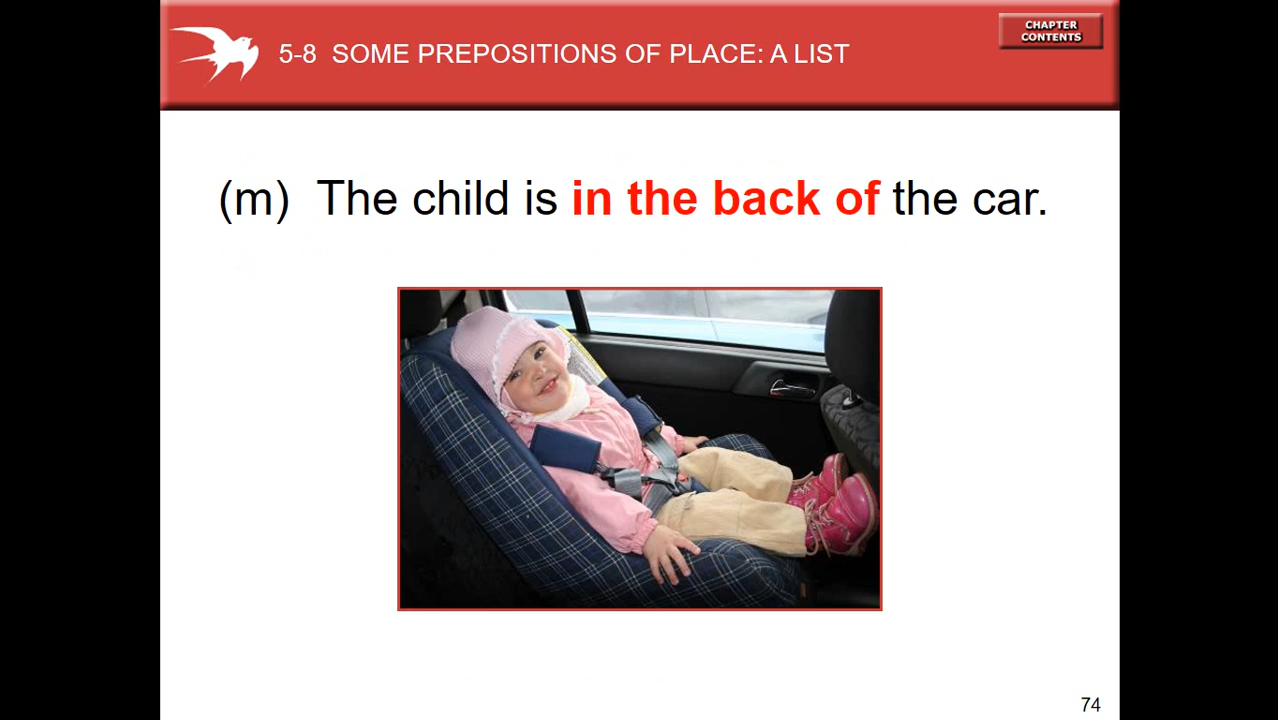 CHAPTER
CONTENTS
5-8 SOME PREPOSITIONS OF PLACE: A LIST
(m) The child is in the back of the car.
74